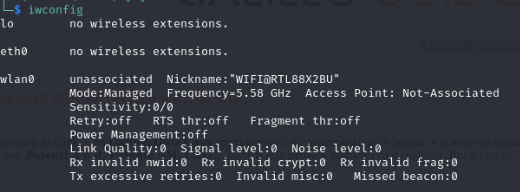 $ iwconfig
lo        no wireless extensions.
eth0      no wireless extensions.
wlan0     unassociated  Nickname:"WIFI@RTL88X2BU"
          Mode:Managed  Frequency=5.58 GHz  Access Point: Not-Associated
          Sensitivity:0/0
          Retry:off   RTS thr:off   Fragment thr:off
          Power Management:off
          Link Quality:0  Signal level:0  Noise level:0
          Rx invalid nwid:0  Rx invalid crypt:0  Rx invalid frag:0
          Tx excessive retries:0  Invalid misc:0   Missed beacon:0